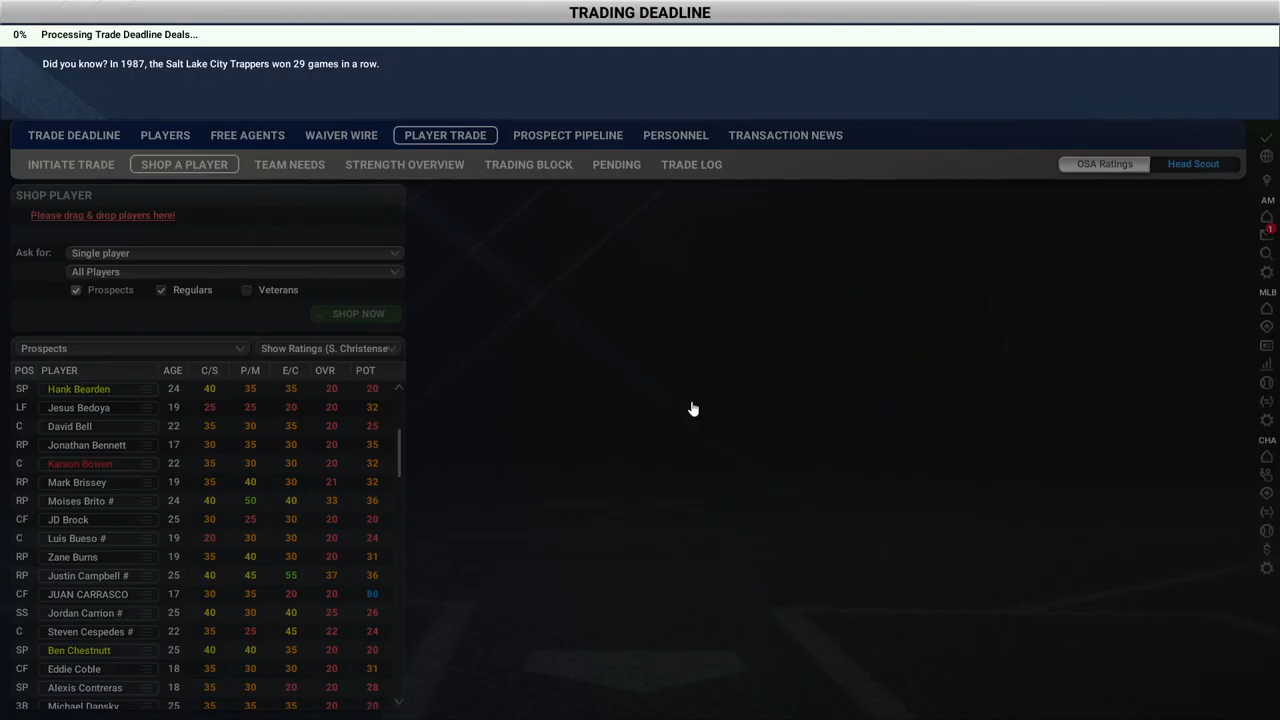 TRADING DEADLINE
0% Processing Trade Deadline Deals...
Did you know? In 1987, the Salt Lake City Trappers won 29 games in a row.
TRADE DEADLINE PLAYERS FREE AGENTS WAIVER WIRE PLAYER TRADE PROSPECT PIPELINE PERSONNEL TRANSACTION NEWS
INITIATE TRADE SHOP A PLAYER TEAM NEEDS STRENGTH OVERVIEW TRADING BLOCK PENDING TRADE LOG OSA Ratings Head Scout
SHOP PLAYER
Please drag & drop players here!
Ask for: Single player
All Players
Prospects Regulars Veterans
SHOP NOW
Prospects Show Ratings (S. Christense
POS PLAYER AGE C/S P/M E/C OVR POT
SP Hank Bearden 24 40 35 35 20 20
LF Jesus Bedoya 19 25 25 20 20 32
C David Bell 22 35 30 35 20 25
RP Jonathan Bennett 17 30 35 30 20 35
C Karson Bowen 22 35 30 30 20 32
RP Mark Brissey 19 35 40 30 21 32
RP Moises Brito # 24 40 50 40 33 36
CF JD Brock 25 30 25 30 20 20
C Luis Bueso # 19 20 30 30 20 24
RP Zane Burns 19 35 40 30 20 31
RP Justin Campbell # 25 40 45 55 37 36
CF JUAN CARRASCO 17 30 35 20 20 80
SS Jordan Carrion # 25 40 30 40 25 26
C Steven Cespedes # 22 35 25 45 22 24
SP Ben Chestnutt 25 40 40 35 20 20
CF Eddie Coble 18 35 30 30 20 31
SP Alexis Contreras 18 35 30 20 20 28
3B Michael Dansky 25 35 35 35 20 20
AM
1
MLB
CHA